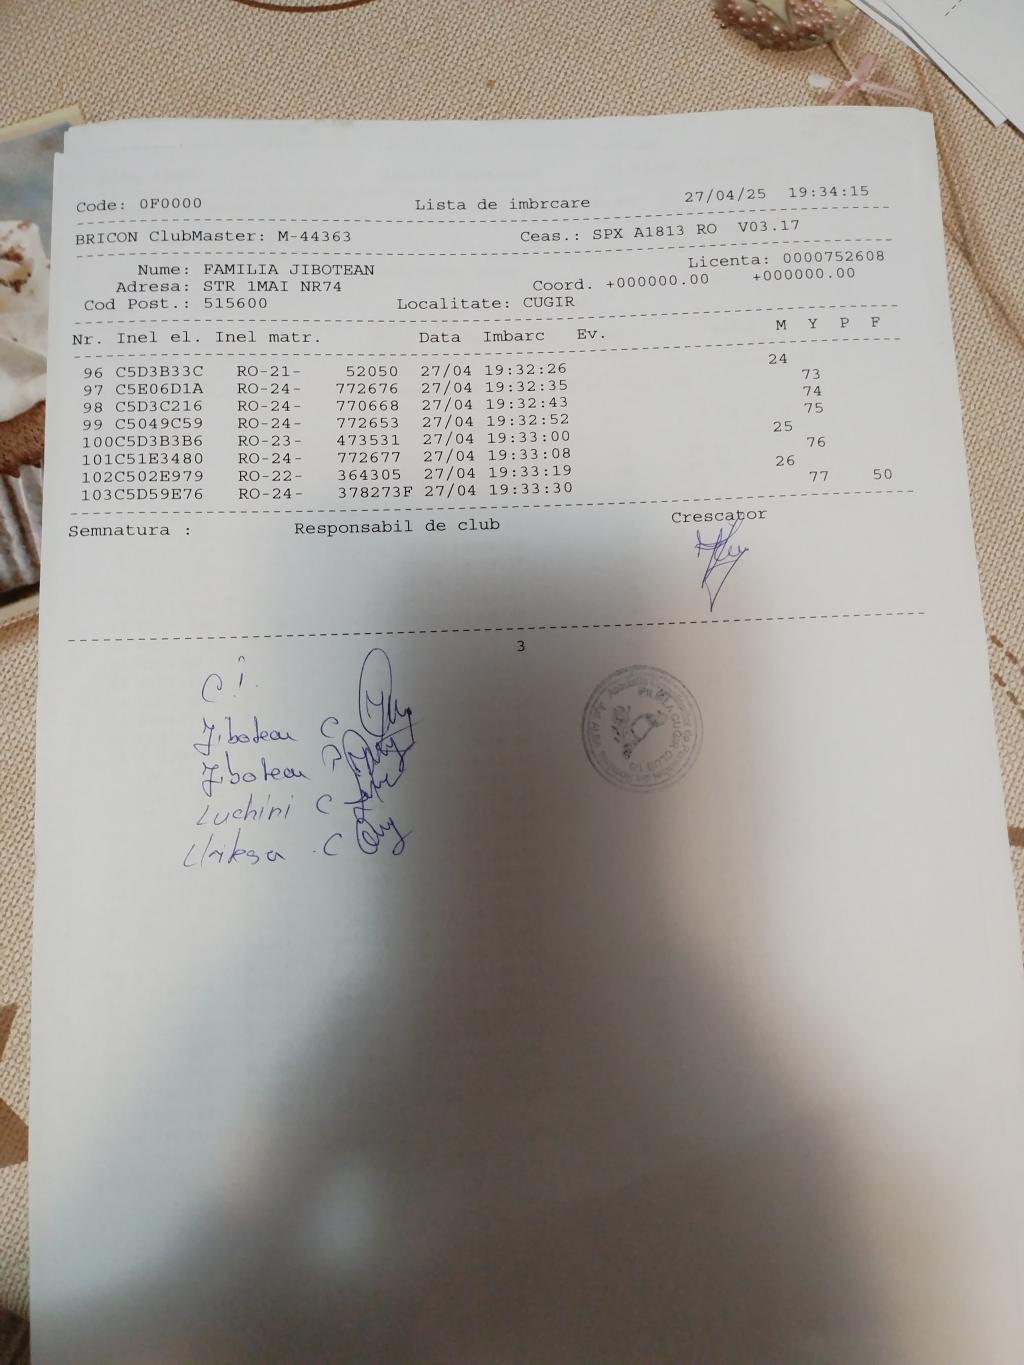 Code: 0F0000 Lista de imbrcare 27/04/25 19:34:15
BRICON ClubMaster: M-44363 Ceas.: SPX A1813 RO V03.17
Nume: FAMILIA JIBOTEAN Licenta: 0000752608
Adresa: STR 1MAI NR74 Coord. +000000.00 +000000.00
Cod Post.: 515600 Localitate: CUGIR
Nr. Inel el. Inel matr. Data Imbarc Ev. M Y P F
96 C5D3B33C RO-21- 52050 27/04 19:32:26 24
97 C5E06D1A RO-24- 772676 27/04 19:32:35 73
98 C5D3C216 RO-24- 770668 27/04 19:32:43 74
99 C5049C59 RO-24- 772653 27/04 19:32:52 75
100C5D3B3B6 RO-23- 473531 27/04 19:33:00 25
101C51E3480 RO-24- 772677 27/04 19:33:08 76
102C502E979 RO-22- 364305 27/04 19:33:19 26
103C5D59E76 RO-24- 378273F 27/04 19:33:30 77 50
Semnatura : Responsabil de club Crescator
3
C.I.
Jibotean C
Jibotean
Luchini C
C